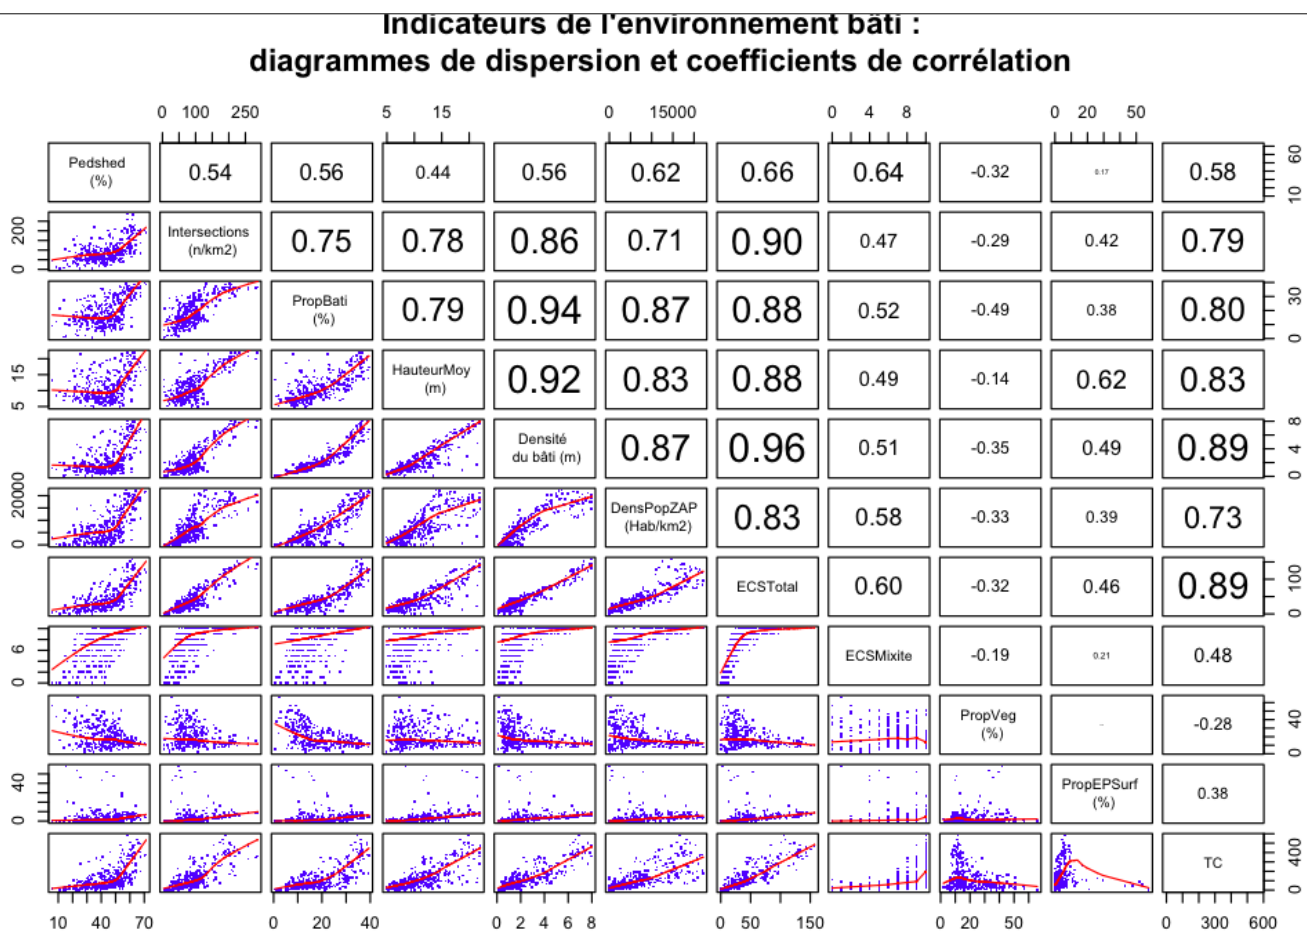 Indicateurs de l'environnement bâti :
diagrammes de dispersion et coefficients de corrélation
0 100 250 5 15 0 15000 0 4 8 0 20 50
Pedshed
(%)
0.54 0.56 0.44 0.56 0.62 0.66 0.64 -0.32 0.17 0.58
10 60
0 200
Intersections
(n/km2)
0.75 0.78 0.86 0.71 0.90 0.47 -0.29 0.42 0.79
PropBati
(%)
0.79 0.94 0.87 0.88 0.52 -0.49 0.38 0.80
0 30
5 15
HauteurMoy
(m)
0.92 0.83 0.88 0.49 -0.14 0.62 0.83
Densité
du bâti (m)
0.87 0.96 0.51 -0.35 0.49 0.89
0 4 8
0 20000
DensPopZAP
(Hab/km2)
0.83 0.58 -0.33 0.39 0.73
ECSTotal
0.60 -0.32 0.46 0.89
0 100
0 6
ECSMixite
-0.19 0.21 0.48
PropVeg
(%)
-0.28
0 40
0 40
PropEPSurf
(%)
0.38
TC
0 400
10 40 70 0 20 40 0 2 4 6 8 0 50 150 0 20 50 0 300 600